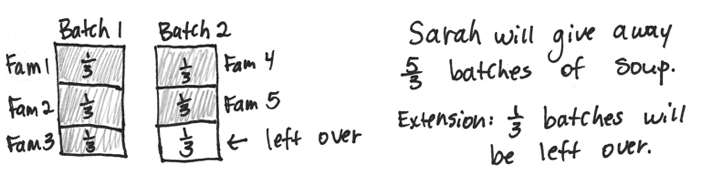 Batch 1 Batch 2
Fam 1 1/3 1/3 Fam 4
Fam 2 1/3 1/3 Fam 5
Fam 3 1/3 1/3 ← left over
Sarah will give away
5/3 batches of soup.
Extension: 1/3 batches will
be left over.